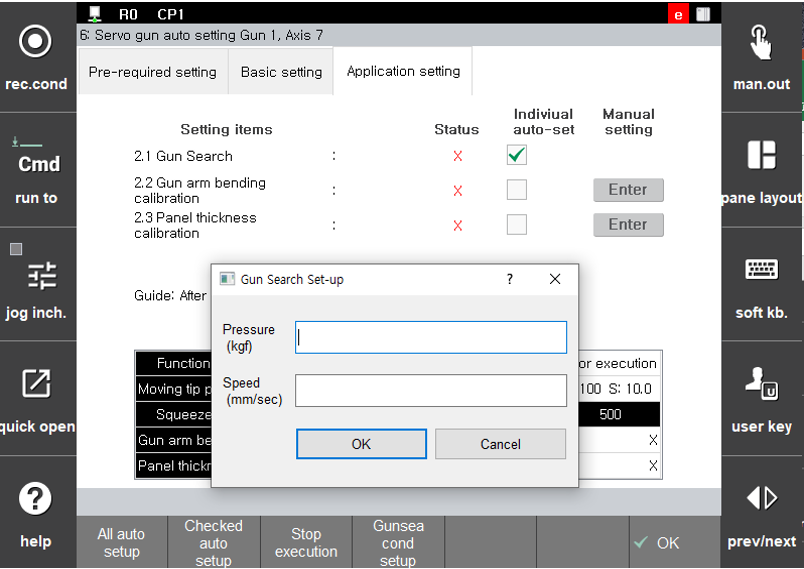 R0 CP1
e
6: Servo gun auto setting Gun 1, Axis 7
rec.cond
Cmd
run to
jog inch.
quick open
help
Pre-required setting
Basic setting
Application setting
Setting items
Status
Indiviual
auto-set
Manual
setting
2.1 Gun Search : X
2.2 Gun arm bending
calibration
: X
Enter
2.3 Panel thickness
calibration
: X
Enter
Guide: After
Gun Search Set-up
?
Pressure
(kgf)
Speed
(mm/sec)
OK
Cancel
Function
or execution
Moving tip p
100 S: 10.0
Squeeze
500
Gun arm be
X
Panel thickn
X
All auto
setup
Checked
auto
setup
Stop
execution
Gunsea
cond
setup
OK
man.out
pane layout
soft kb.
U
user key
prev/next